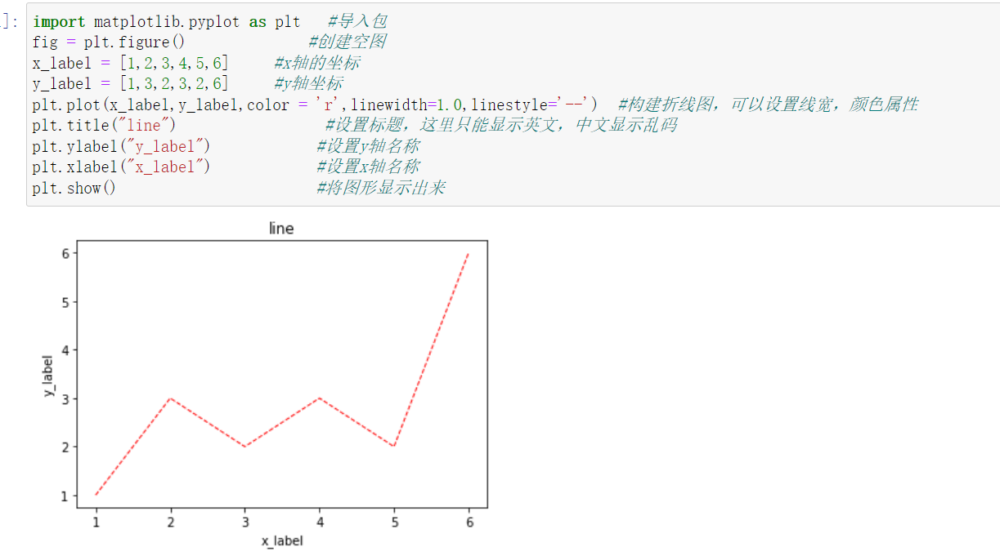 ]: import matplotlib.pyplot as plt   #导入包
fig = plt.figure()   #创建空图
x_label = [1,2,3,4,5,6]   #x轴的坐标
y_label = [1,3,2,3,2,6]   #y轴坐标
plt.plot(x_label,y_label,color = 'r',linewidth=1.0,linestyle='--')   #构建折线图，可以设置线宽，颜色属性
plt.title("line")   #设置标题，这里只能显示英文，中文显示乱码
plt.ylabel("y_label")   #设置y轴名称
plt.xlabel("x_label")   #设置x轴名称
plt.show()   #将图形显示出来
line
6
5
4
3
2
1
y_label
1 2 3 4 5 6
x_label